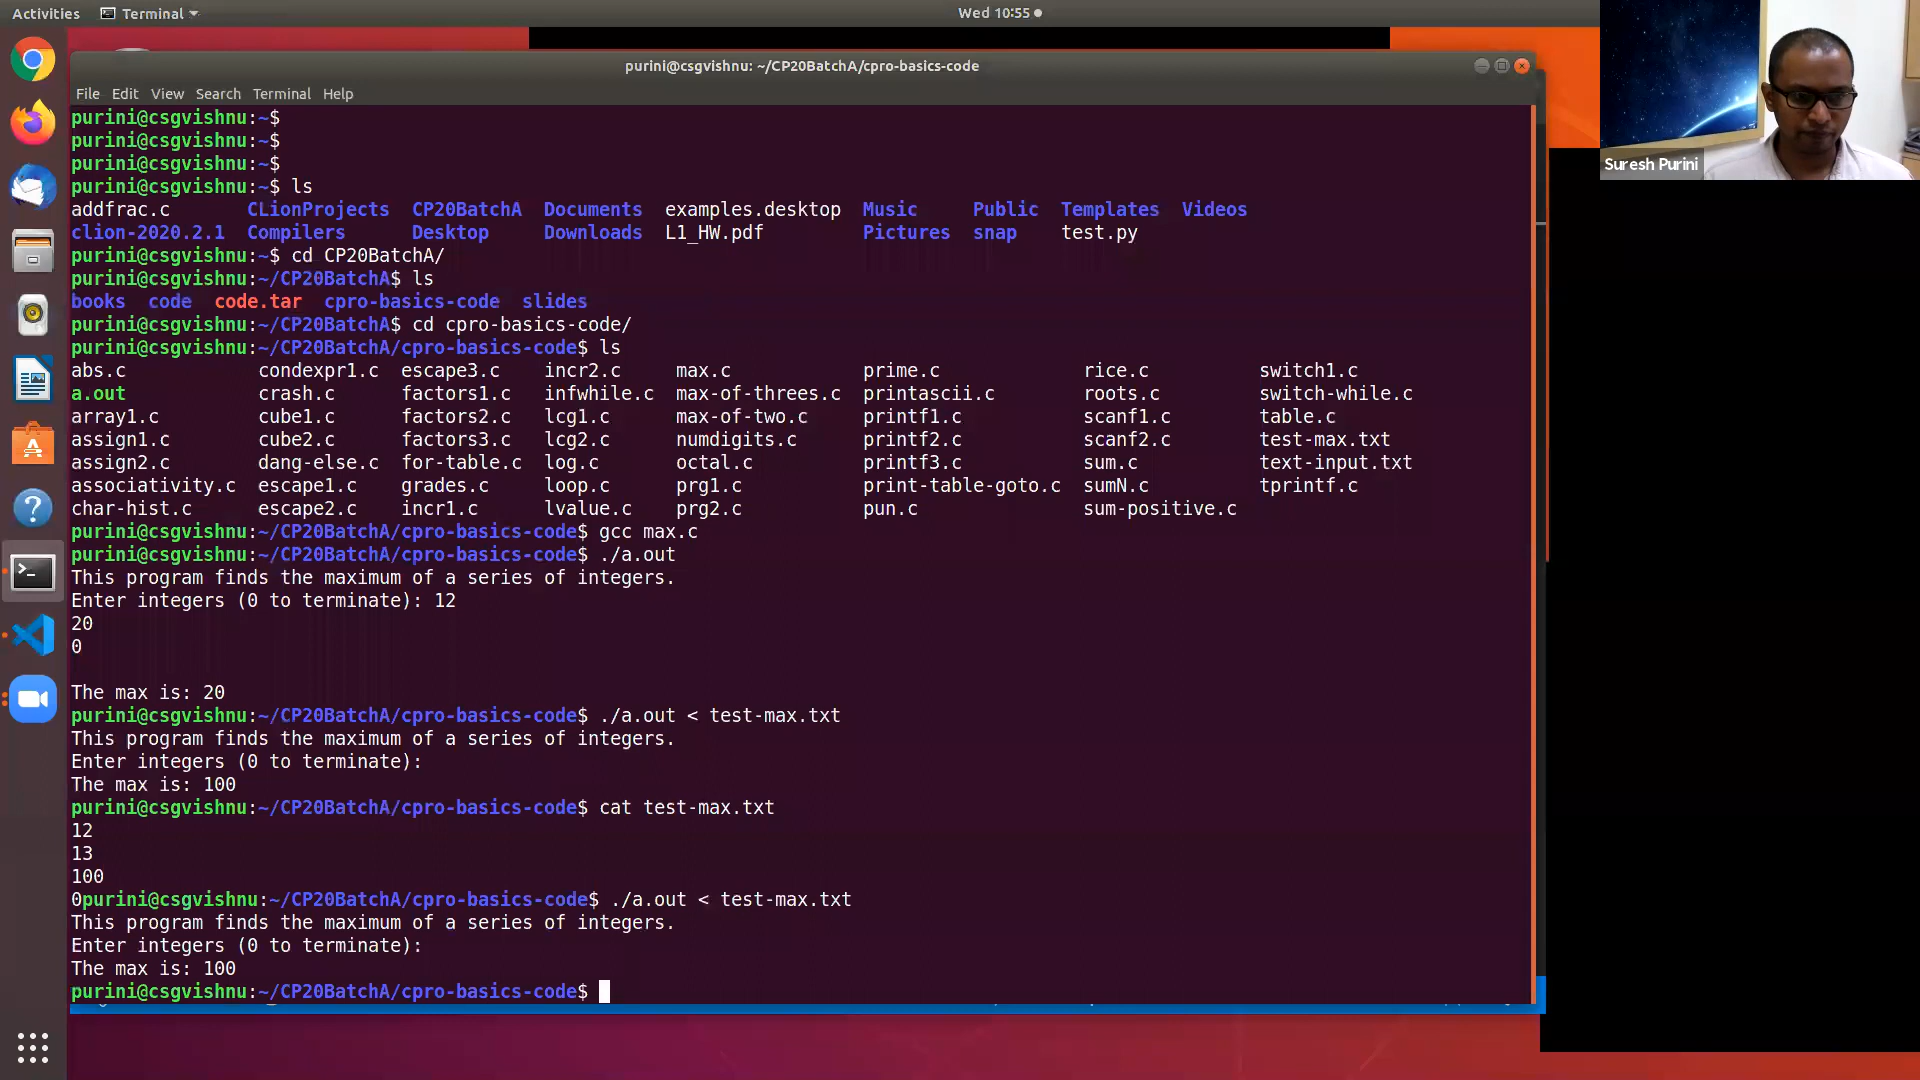 Activities Terminal Wed 10:55
purini@csgvishnu: ~/CP20BatchA/cpro-basics-code
File Edit View Search Terminal Help
purini@csgvishnu:~$
purini@csgvishnu:~$
purini@csgvishnu:~$
purini@csgvishnu:~$ ls
addfrac.c CLionProjects CP20BatchA Documents examples.desktop Music Public Templates Videos
clion-2020.2.1 Compilers Desktop Downloads L1_HW.pdf Pictures snap test.py
purini@csgvishnu:~$ cd CP20BatchA/
purini@csgvishnu:~/CP20BatchA$ ls
books code code.tar cpro-basics-code slides
purini@csgvishnu:~/CP20BatchA$ cd cpro-basics-code/
purini@csgvishnu:~/CP20BatchA/cpro-basics-code$ ls
abs.c condexpr1.c escape3.c incr2.c max.c prime.c rice.c switch1.c
a.out crash.c factors1.c infwhile.c max-of-threes.c printascii.c roots.c switch-while.c
array1.c cube1.c factors2.c lcg1.c max-of-two.c printf1.c scanf1.c table.c
assign1.c cube2.c factors3.c lcg2.c numdigits.c printf2.c scanf2.c test-max.txt
assign2.c dang-else.c for-table.c log.c octal.c printf3.c sum.c text-input.txt
associativity.c escape1.c grades.c loop.c prg1.c print-table-goto.c sumN.c tprintf.c
char-hist.c escape2.c incr1.c lvalue.c prg2.c pun.c sum-positive.c
purini@csgvishnu:~/CP20BatchA/cpro-basics-code$ gcc max.c
purini@csgvishnu:~/CP20BatchA/cpro-basics-code$ ./a.out
This program finds the maximum of a series of integers.
Enter integers (0 to terminate): 12
20
0
The max is: 20
purini@csgvishnu:~/CP20BatchA/cpro-basics-code$ ./a.out < test-max.txt
This program finds the maximum of a series of integers.
Enter integers (0 to terminate):
The max is: 100
purini@csgvishnu:~/CP20BatchA/cpro-basics-code$ cat test-max.txt
12
13
100
0purini@csgvishnu:~/CP20BatchA/cpro-basics-code$ ./a.out < test-max.txt
This program finds the maximum of a series of integers.
Enter integers (0 to terminate):
The max is: 100
purini@csgvishnu:~/CP20BatchA/cpro-basics-code$
Suresh Purini